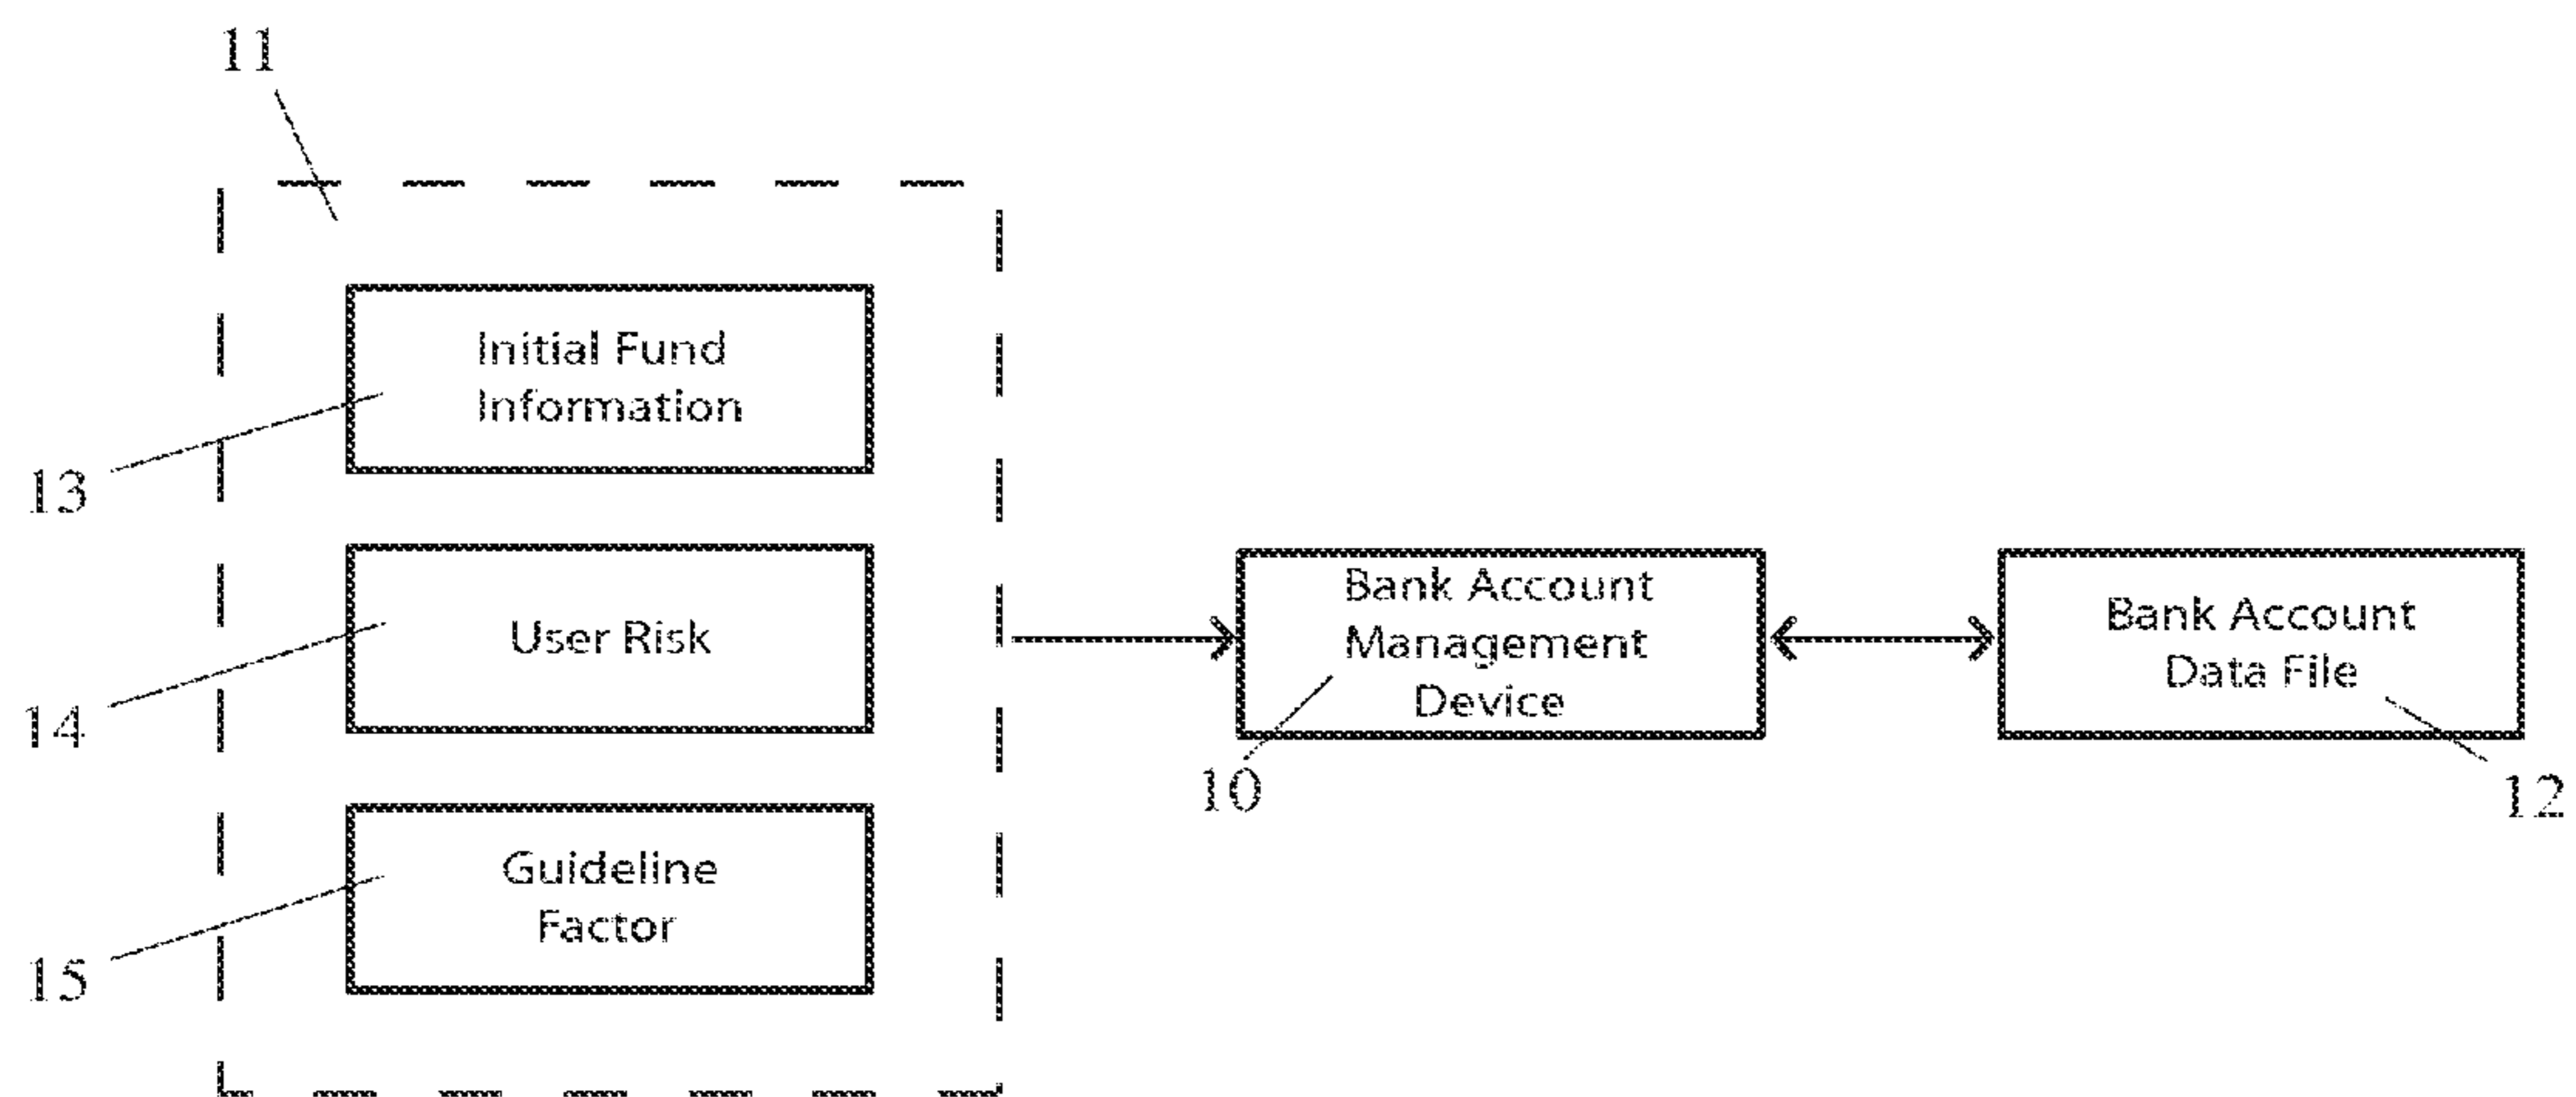 11
Initial Fund
Information
13
User Risk
14
Guideline
Factor
15
Bank Account
Management
Device
10
Bank Account
Data File
12